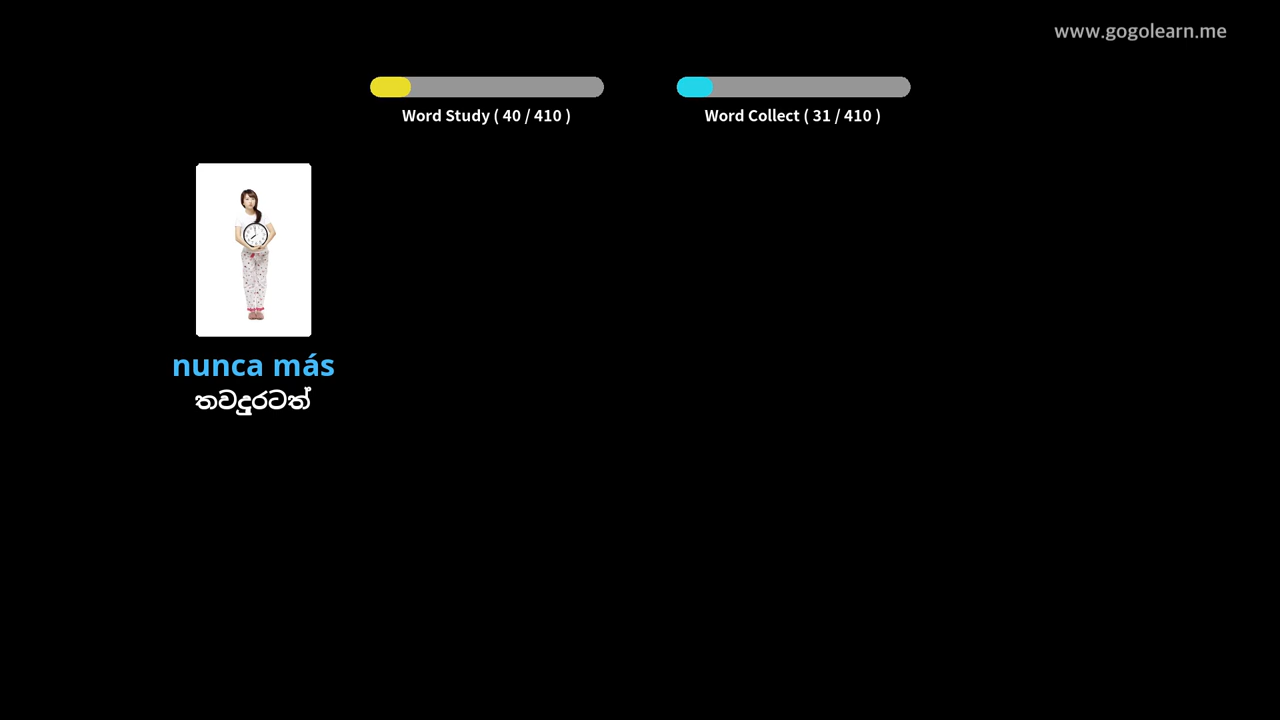 www.gogolearn.me
Word Study ( 40 / 410 )
Word Collect ( 31 / 410 )
nunca más
තවදුරටත්